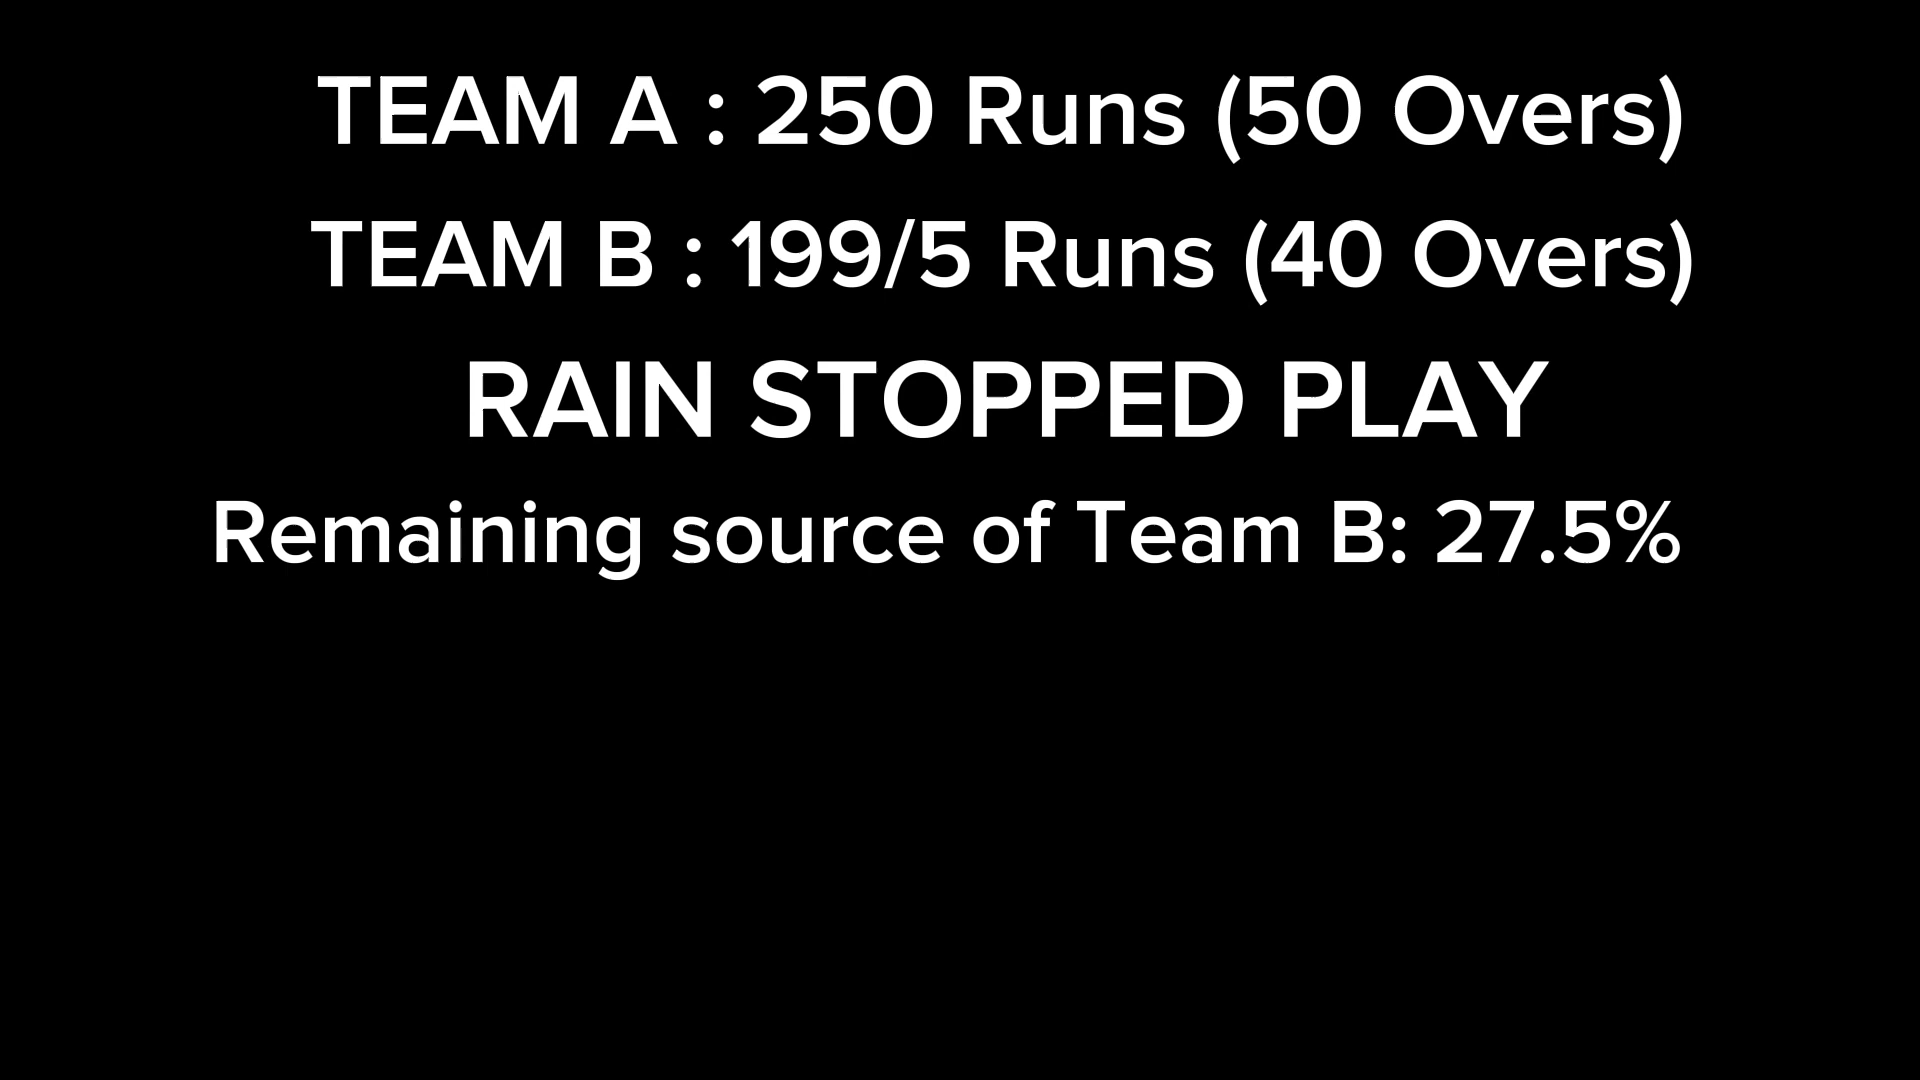 TEAM A : 250 Runs (50 Overs)
TEAM B : 199/5 Runs (40 Overs)
RAIN STOPPED PLAY
Remaining source of Team B: 27.5%